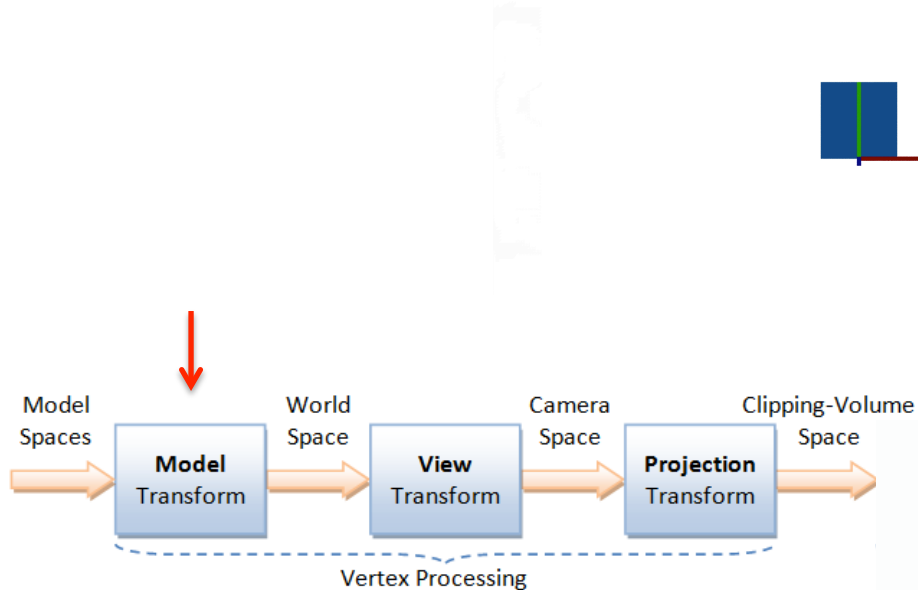 Model
Spaces
World
Space
Camera
Space
Clipping-Volume
Space
Model
Transform
View
Transform
Projection
Transform
Vertex Processing